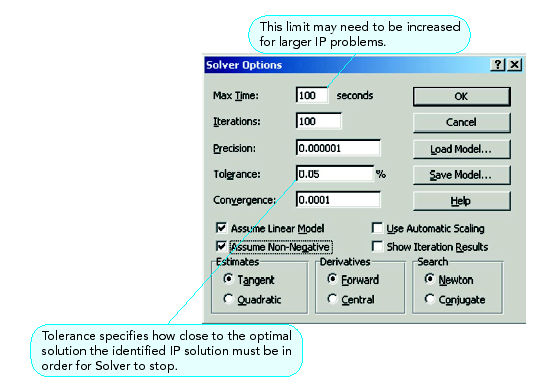 This limit may need to be increased
for larger IP problems.
Solver Options
Max Time: 100 seconds OK
Iterations: 100 Cancel
Precision: 0.000001 Load Model...
Tolerance: 0.05 % Save Model...
Convergence: 0.0001 Help
Assume Linear Model Use Automatic Scaling
Assume Non-Negative Show Iteration Results
Estimates Derivatives Search
Tangent Forward Newton
Quadratic Central Conjugate
Tolerance specifies how close to the optimal
solution the identified IP solution must be in
order for Solver to stop.